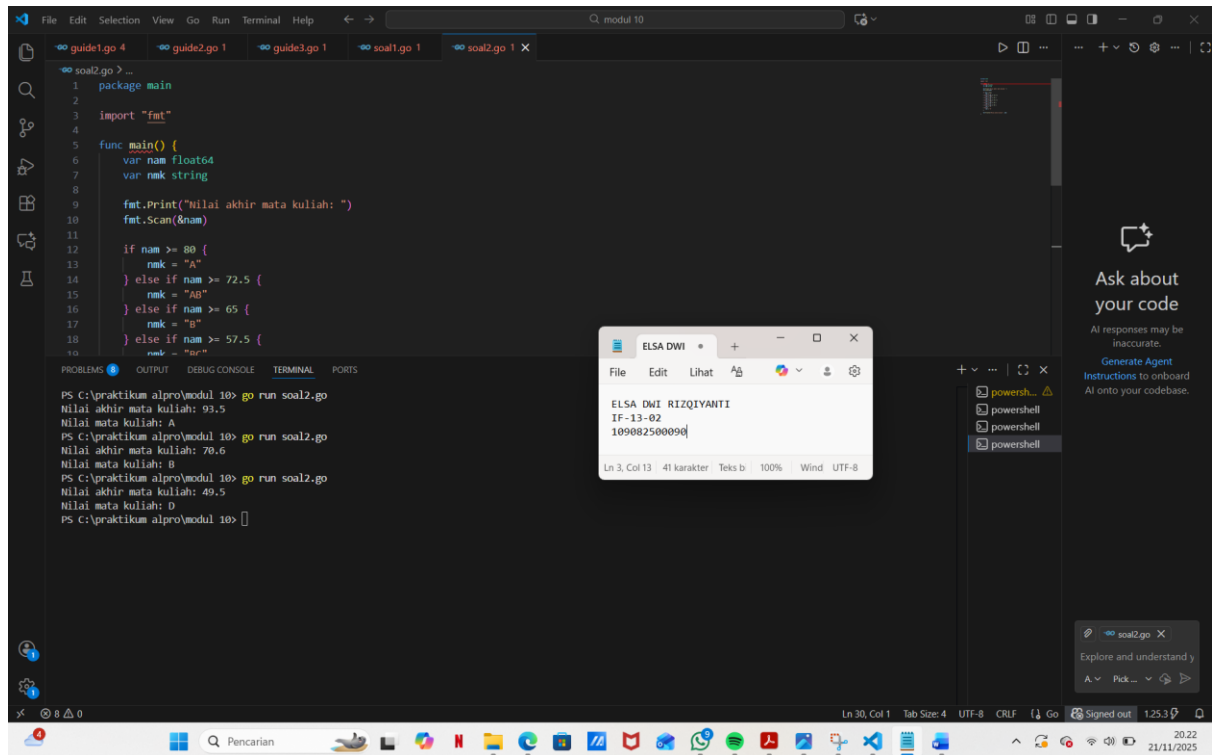 File Edit Selection View Go Run Terminal Help
modul 10
guide1.go 4 guide2.go 1 guide3.go 1 soal1.go 1 soal2.go 1
soal2.go > ...
1 package main
2
3 import "fmt"
4
5 func main() {
6 var nam float64
7 var nmk string
8
9 fmt.Print("Nilai akhir mata kuliah: ")
10 fmt.Scan(&nam)
11
12 if nam >= 80 {
13 nmk = "A"
14 } else if nam >= 72.5 {
15 nmk = "AB"
16 } else if nam >= 65 {
17 nmk = "B"
18 } else if nam >= 57.5 {
19 nmk = "BC"
PROBLEMS 8 OUTPUT DEBUG CONSOLE TERMINAL PORTS
PS C:\praktikum alpro\modul 10> go run soal2.go
Nilai akhir mata kuliah: 93.5
Nilai mata kuliah: A
PS C:\praktikum alpro\modul 10> go run soal2.go
Nilai akhir mata kuliah: 70.6
Nilai mata kuliah: B
PS C:\praktikum alpro\modul 10> go run soal2.go
Nilai akhir mata kuliah: 49.5
Nilai mata kuliah: D
PS C:\praktikum alpro\modul 10>
powersh...
powershell
powershell
powershell
ELSA DWI
File Edit Lihat
ELSA DWI RIZQIYANTI
IF-13-02
109082500090
Ln 3, Col 13 41 karakter Teks b 100% Wind UTF-8
Ask about
your code
AI responses may be
inaccurate.
Generate Agent
Instructions to onboard
AI onto your codebase.
soal2.go
Explore and understand y
A. Pick ...
8 0
Ln 30, Col 1 Tab Size: 4 UTF-8 CRLF Go Signed out 1.25.3
4
Pencarian
9
20.22
21/11/2025